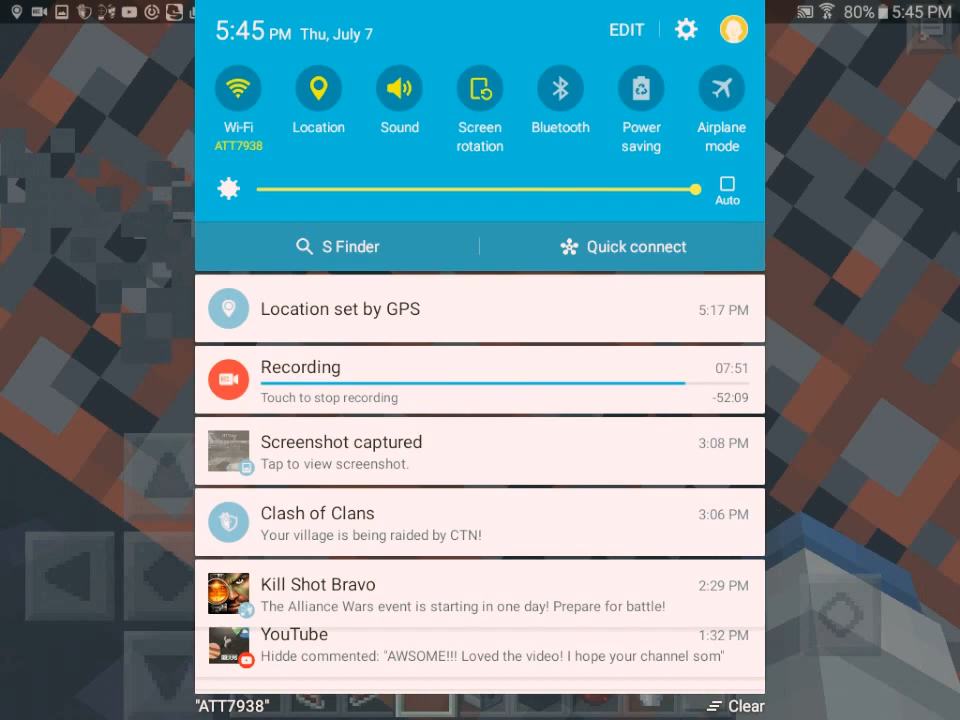 80% 5:45 PM
5:45 PM Thu, July 7
EDIT
Wi-Fi
ATT7938
Location
Sound
Screen
rotation
Bluetooth
Power
saving
Airplane
mode
Auto
S Finder
Quick connect
Location set by GPS
5:17 PM
Recording
07:51
Touch to stop recording
-52:09
Screenshot captured
3:08 PM
Tap to view screenshot.
Clash of Clans
3:06 PM
Your village is being raided by CTN!
Kill Shot Bravo
2:29 PM
The Alliance Wars event is starting in one day! Prepare for battle!
YouTube
1:32 PM
Hidde commented: "AWSOME!!! Loved the video! I hope your channel som"
"ATT7938"
Clear